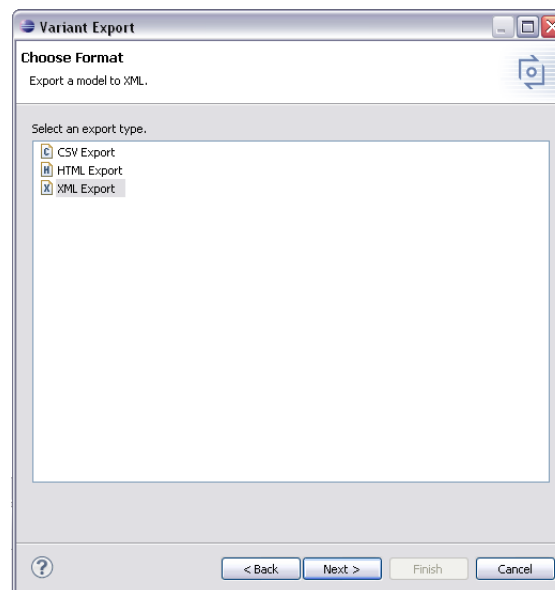 Variant Export
Choose Format
Export a model to XML.
Select an export type.
C CSV Export
H HTML Export
X XML Export
? < Back Next > Finish Cancel